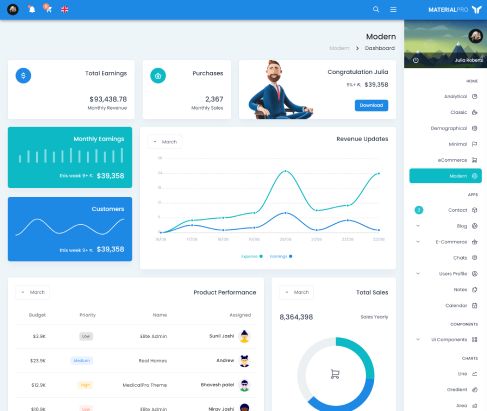 MATERIALPRO
Modern
Modern > Dashboard
Julia Roberts
Total Earnings
$93,438.78
Monthly Revenue
Purchases
2,367
Monthly Sales
Congratulation Julia
$39,358
Download
Monthly Earnings
this week 9+ K $39,358
Customers
this week 9+ K $39,358
March
Revenue Updates
Expense
Earnings
March
Product Performance
Budget Priority Name Assigned
$3.9K Low Elite Admin Sunil Joshi
$23.9K Medium Real Homes Andrew
$12.9K High MedicalPro Theme Bhavesh patel
$10.9K Low Elite Admin Nirav Joshi
March
Total Sales
8,364,398 Sales Yearly
HOME
Analytical
Classic
Demographical
Minimal
eCommerce
Modern
APPS
Contact
Blog
E-Commerce
Chats
Users Profile
Notes
Calendar
COMPONENTS
UI Components
CHARTS
Line
Gredient
Area